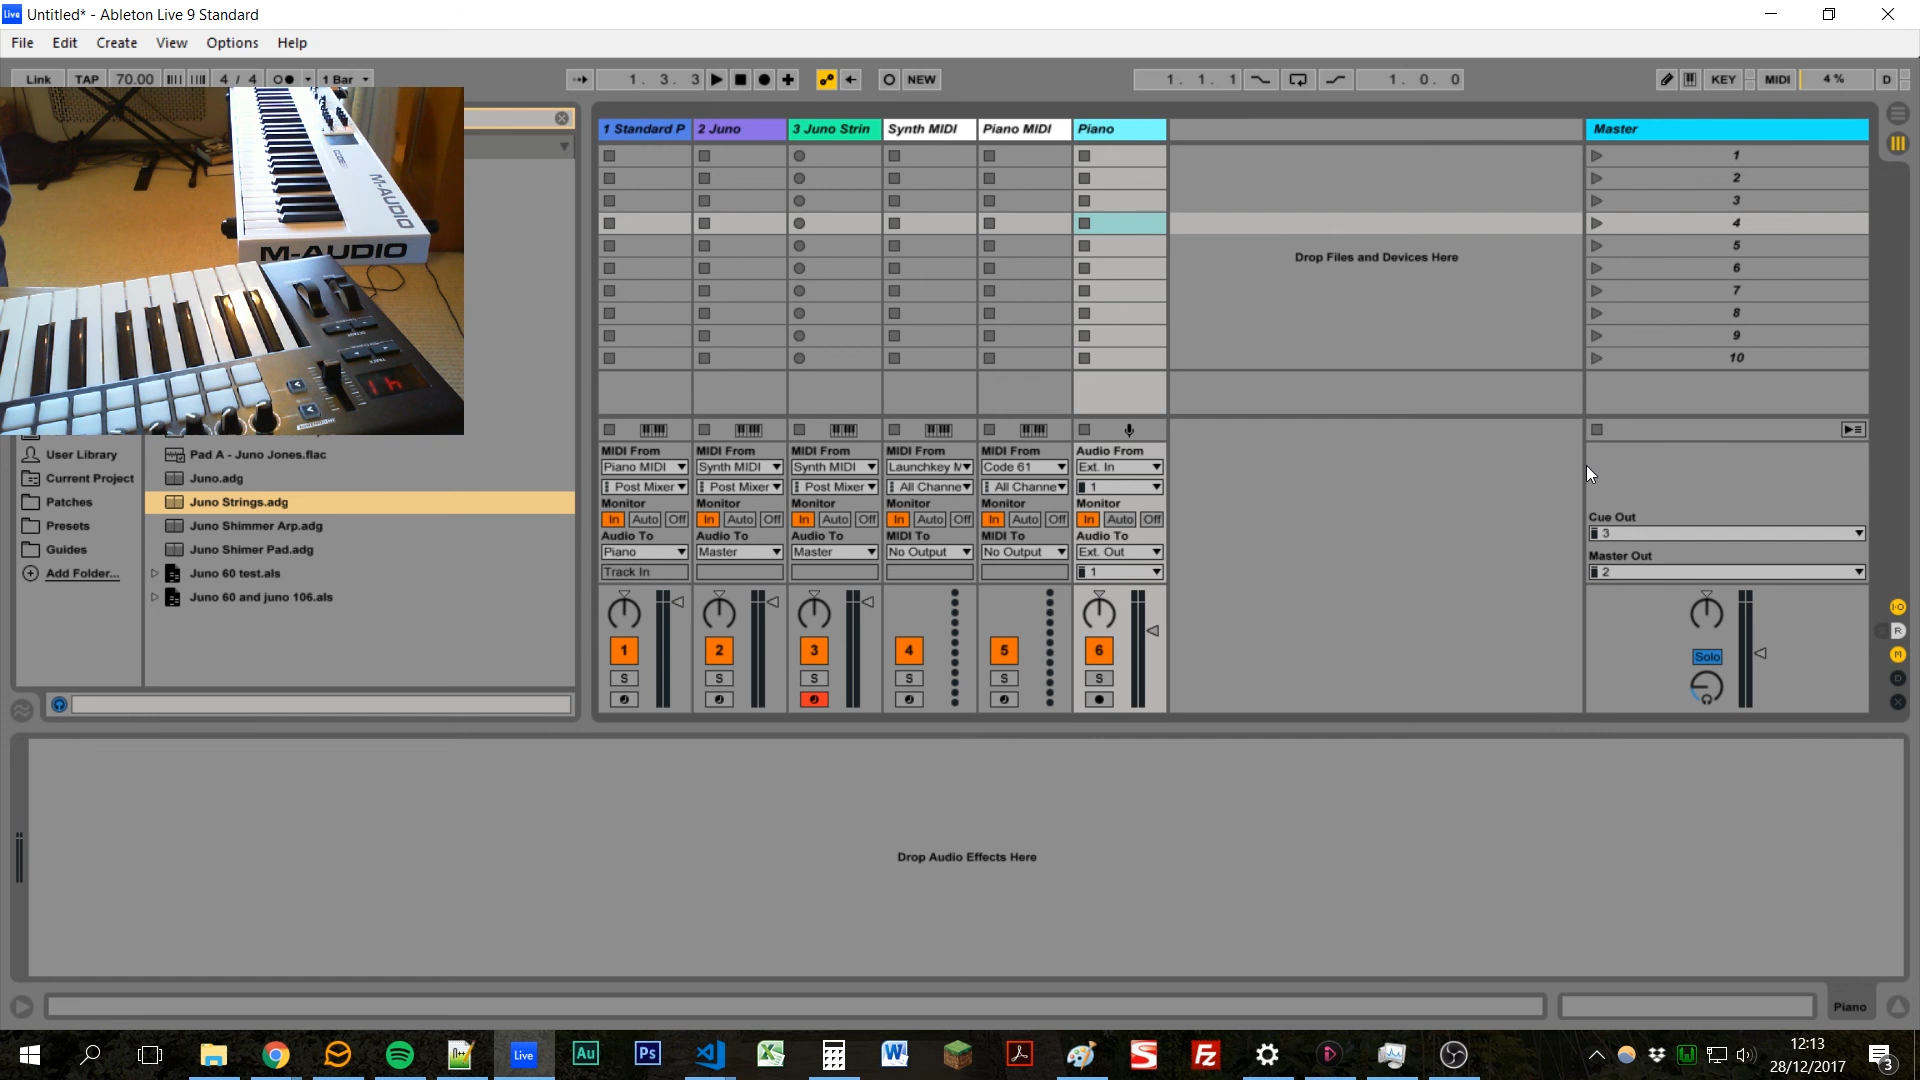 Live Untitled* - Ableton Live 9 Standard
File Edit Create View Options Help
Link TAP 70.00 4 / 4 1 Bar 1. 3. 3 NEW 1. 1. 1 1. 0. 0 KEY MIDI 4 % D
1 Standard P 2 Juno 3 Juno Strin Synth MIDI Piano MIDI Piano Master
1
2
3
4
5
6
7
8
9
10
Drop Files and Devices Here
M-AUDIO
CODE
M-AUDIO
User Library
Current Project
Patches
Presets
Guides
Add Folder...
Pad A - Juno Jones.flac
Juno.adg
Juno Strings.adg
Juno Shimmer Arp.adg
Juno Shimer Pad.adg
Juno 60 test.als
Juno 60 and juno 106.als
MIDI From MIDI From MIDI From MIDI From MIDI From Audio From
Piano MIDI Synth MIDI Synth MIDI Launchkey M Code 61 Ext. In
Post Mixer Post Mixer Post Mixer All Channe All Channe 1
Monitor Monitor Monitor Monitor Monitor Monitor
In Auto Off In Auto Off In Auto Off In Auto Off In Auto Off In Auto Off
Audio To Audio To Audio To MIDI To MIDI To Audio To
Piano Master Master No Output No Output Ext. Out
Track In 1
Cue Out
3
Master Out
2
1 2 3 4 5 6
S S S S S S
Solo
I·O
R
M
D
X
Drop Audio Effects Here
Piano
Live Au Ps
12:13
28/12/2017
3